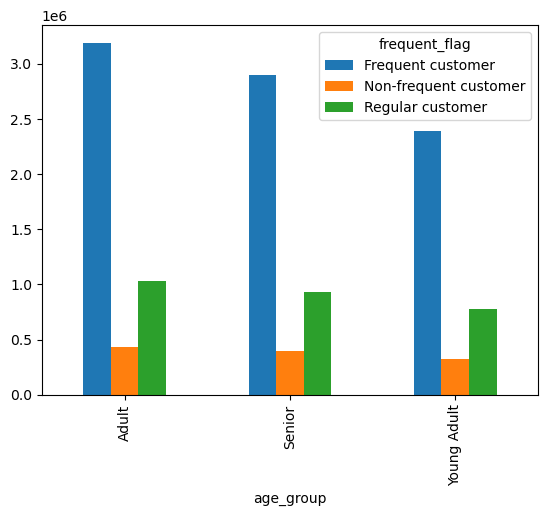 1e6
frequent_flag
Frequent customer
Non-frequent customer
Regular customer
3.0
2.5
2.0
1.5
1.0
0.5
0.0
Adult
Senior
Young Adult
age_group